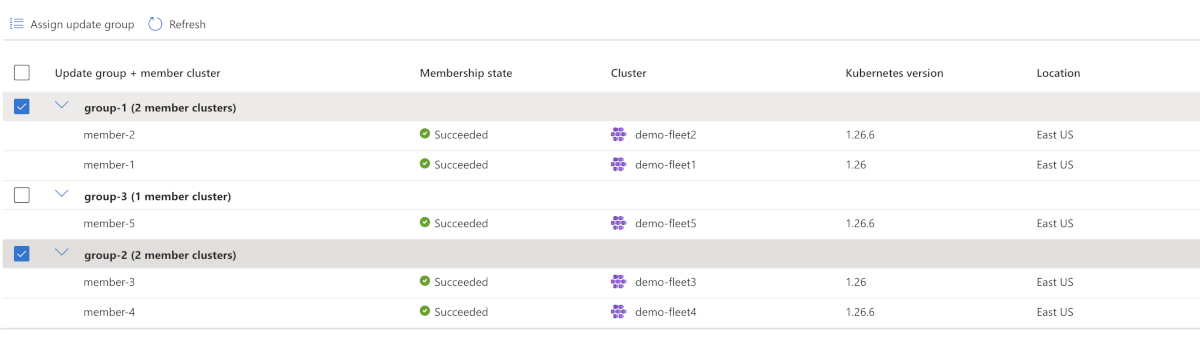 Assign update group Refresh
Update group + member cluster Membership state Cluster Kubernetes version Location
group-1 (2 member clusters)
member-2 Succeeded demo-fleet2 1.26.6 East US
member-1 Succeeded demo-fleet1 1.26 East US
group-3 (1 member cluster)
member-5 Succeeded demo-fleet5 1.26.6 East US
group-2 (2 member clusters)
member-3 Succeeded demo-fleet3 1.26 East US
member-4 Succeeded demo-fleet4 1.26.6 East US